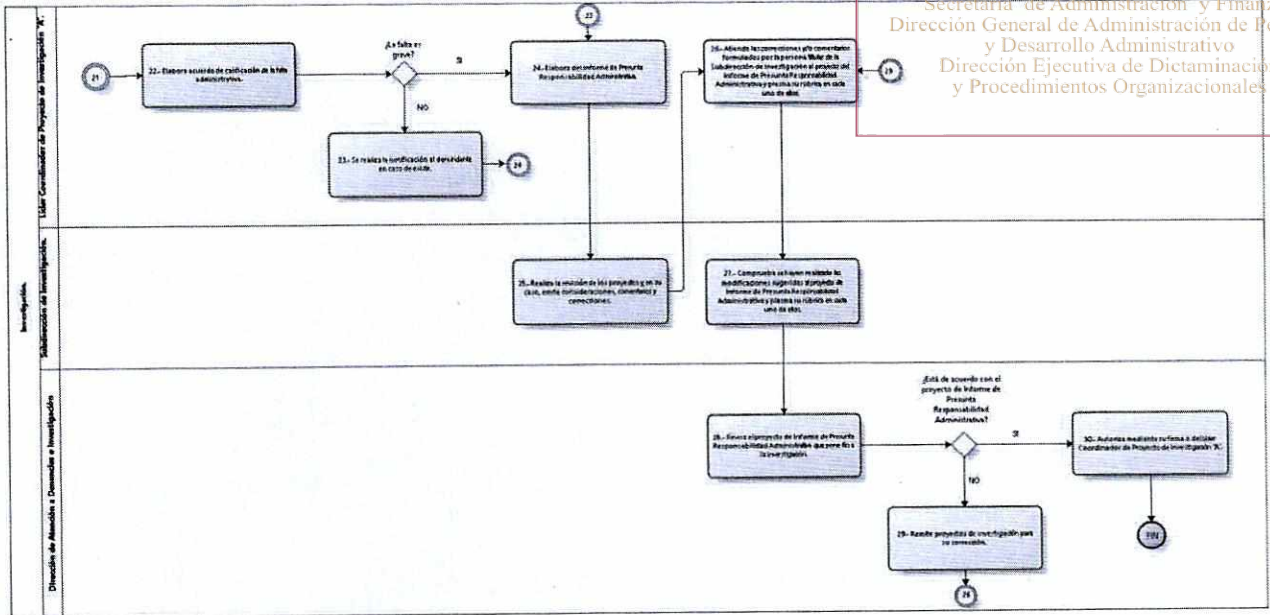 Secretaría de Administración y Finanz
Dirección General de Administración de Pe
y Desarrollo Administrativo
Dirección Ejecutiva de Dictaminació
y Procedimientos Organizacionales
Investigación.
Líder Coordinador de Proyecto de Investigación "A".
21
22.- Elabora acuerdo de calificación de la falta
administrativa.
¿La falta es
grave?
SI
NO
23.- Se realiza la notificación al denunciante
en caso de existir.
24
23
24.- Elabora del Informe de Presunta
Responsabilidad Administrativa.
26.- Atiende las correcciones y/o comentarios
formulados por la persona titular de la
Subdirección de Investigación al proyecto del
Informe de Presunta Responsabilidad
Administrativa y plasma su rúbrica en cada
uno de ellos.
29
Subdirección de Investigación.
25.- Realiza la revisión de los proyectos y en su
caso, emite consideraciones, comentarios y
correcciones.
27.- Comprueba se hayan realizado las
modificaciones sugeridas al proyecto de
Informe de Presunta Responsabilidad
Administrativa y plasma su rúbrica en cada
uno de ellos.
Dirección de Atención a Denuncias e Investigación
28.- Revisa el proyecto de Informe de Presunta
Responsabilidad Administrativa que pone fin a
la investigación.
¿Está de acuerdo con el
proyecto de Informe de
Presunta
Responsabilidad
Administrativa?
SI
NO
29.- Remite proyectos de investigación para
su corrección.
26
30.- Autoriza mediante su firma
Coordinador de Proyecto de Investigación "A".
FIN